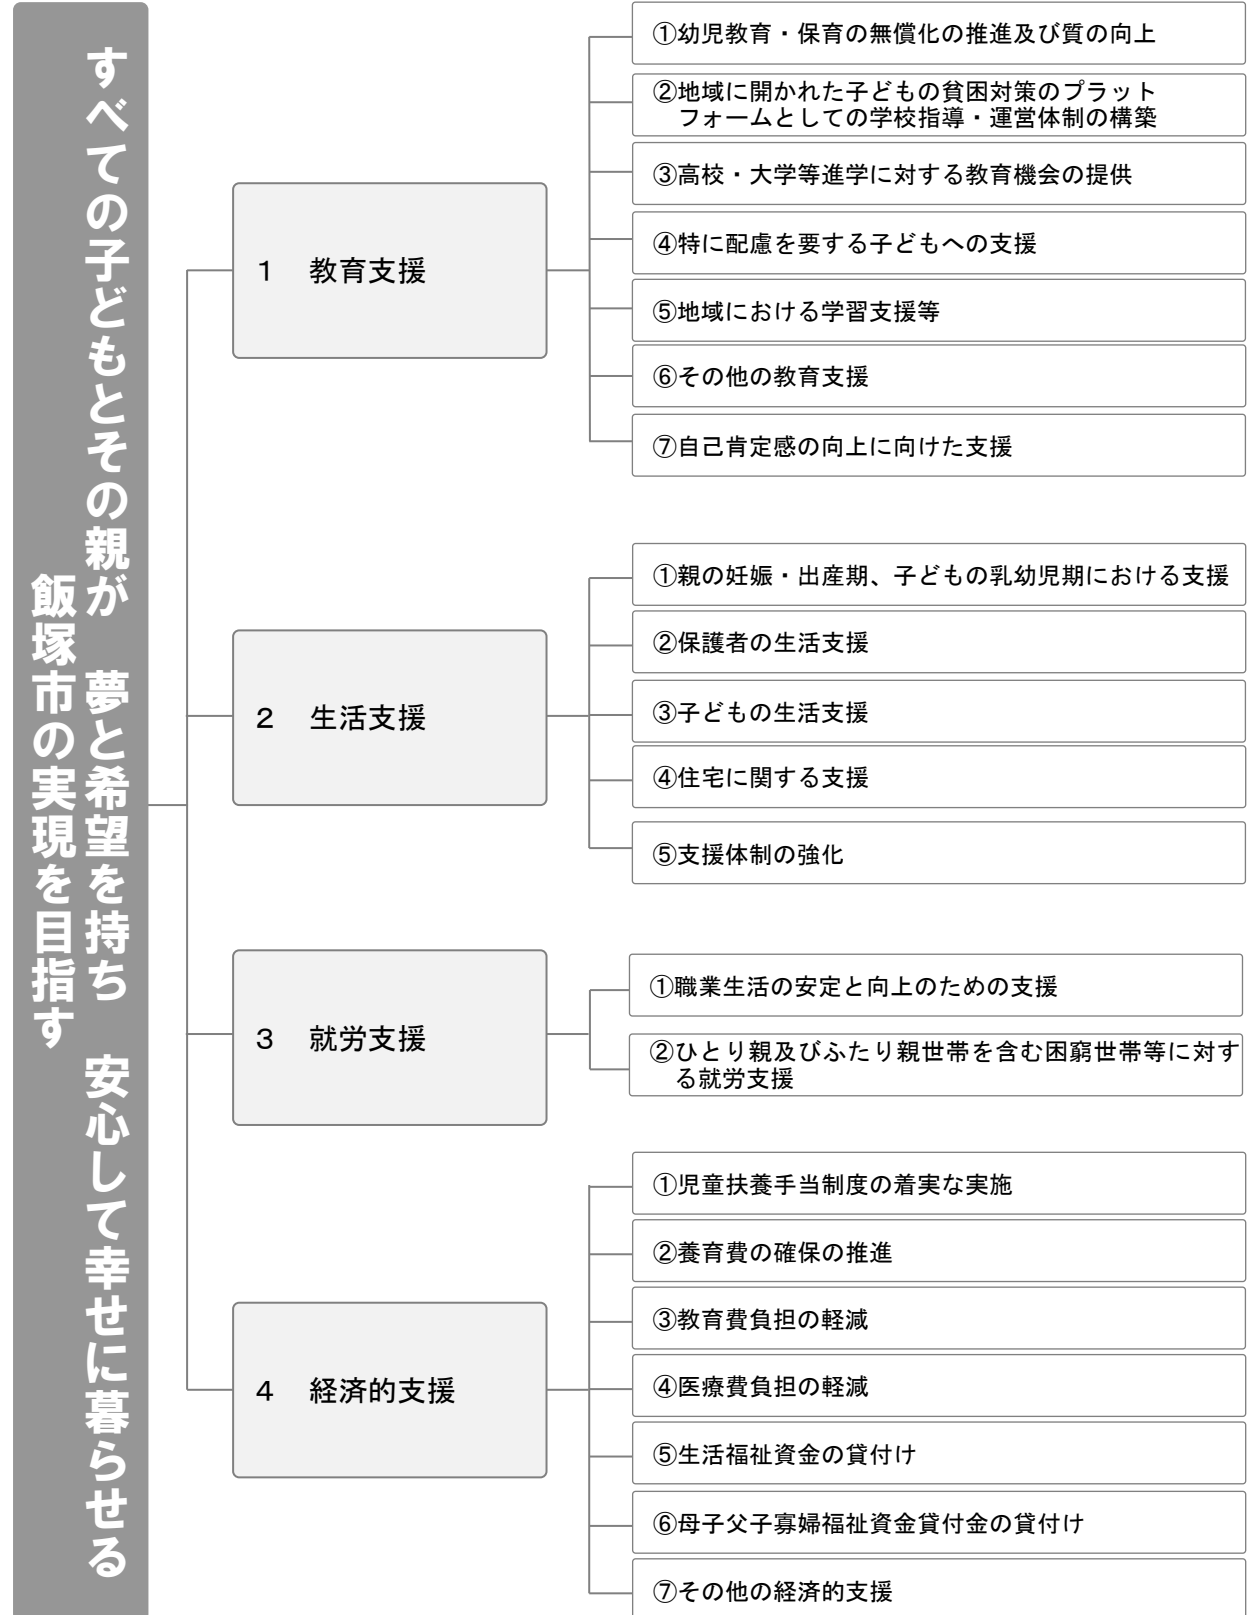 すべての子どもとその親が　夢と希望を持ち　安心して幸せに暮らせる
飯塚市の実現を目指す
１　教育支援
①幼児教育・保育の無償化の推進及び質の向上
②地域に開かれた子どもの貧困対策のプラット
フォームとしての学校指導・運営体制の構築
③高校・大学等進学に対する教育機会の提供
④特に配慮を要する子どもへの支援
⑤地域における学習支援等
⑥その他の教育支援
⑦自己肯定感の向上に向けた支援
２　生活支援
①親の妊娠・出産期、子どもの乳幼児期における支援
②保護者の生活支援
③子どもの生活支援
④住宅に関する支援
⑤支援体制の強化
３　就労支援
①職業生活の安定と向上のための支援
②ひとり親及びふたり親世帯を含む困窮世帯等に対す
る就労支援
４　経済的支援
①児童扶養手当制度の着実な実施
②養育費の確保の推進
③教育費負担の軽減
④医療費負担の軽減
⑤生活福祉資金の貸付け
⑥母子父子寡婦福祉資金貸付金の貸付け
⑦その他の経済的支援